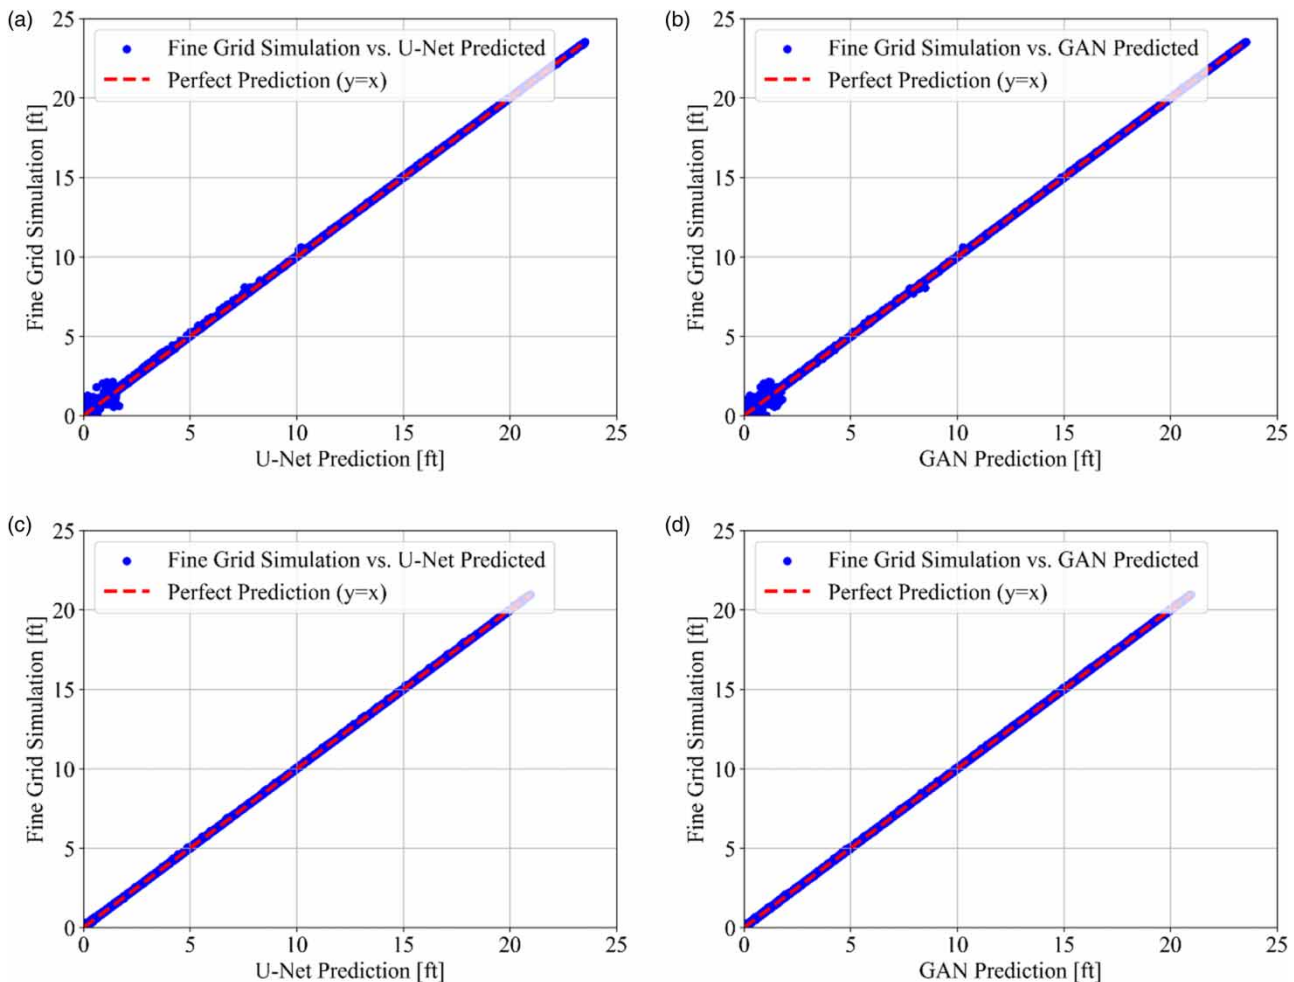 (a)
25
20
15
10
5
0
Fine Grid Simulation [ft]
Fine Grid Simulation vs. U-Net Predicted
Perfect Prediction (y=x)
0 5 10 15 20 25
U-Net Prediction [ft]
(b)
25
20
15
10
5
0
Fine Grid Simulation [ft]
Fine Grid Simulation vs. GAN Predicted
Perfect Prediction (y=x)
0 5 10 15 20 25
GAN Prediction [ft]
(c)
25
20
15
10
5
0
Fine Grid Simulation [ft]
Fine Grid Simulation vs. U-Net Predicted
Perfect Prediction (y=x)
0 5 10 15 20 25
U-Net Prediction [ft]
(d)
25
20
15
10
5
0
Fine Grid Simulation [ft]
Fine Grid Simulation vs. GAN Predicted
Perfect Prediction (y=x)
0 5 10 15 20 25
GAN Prediction [ft]